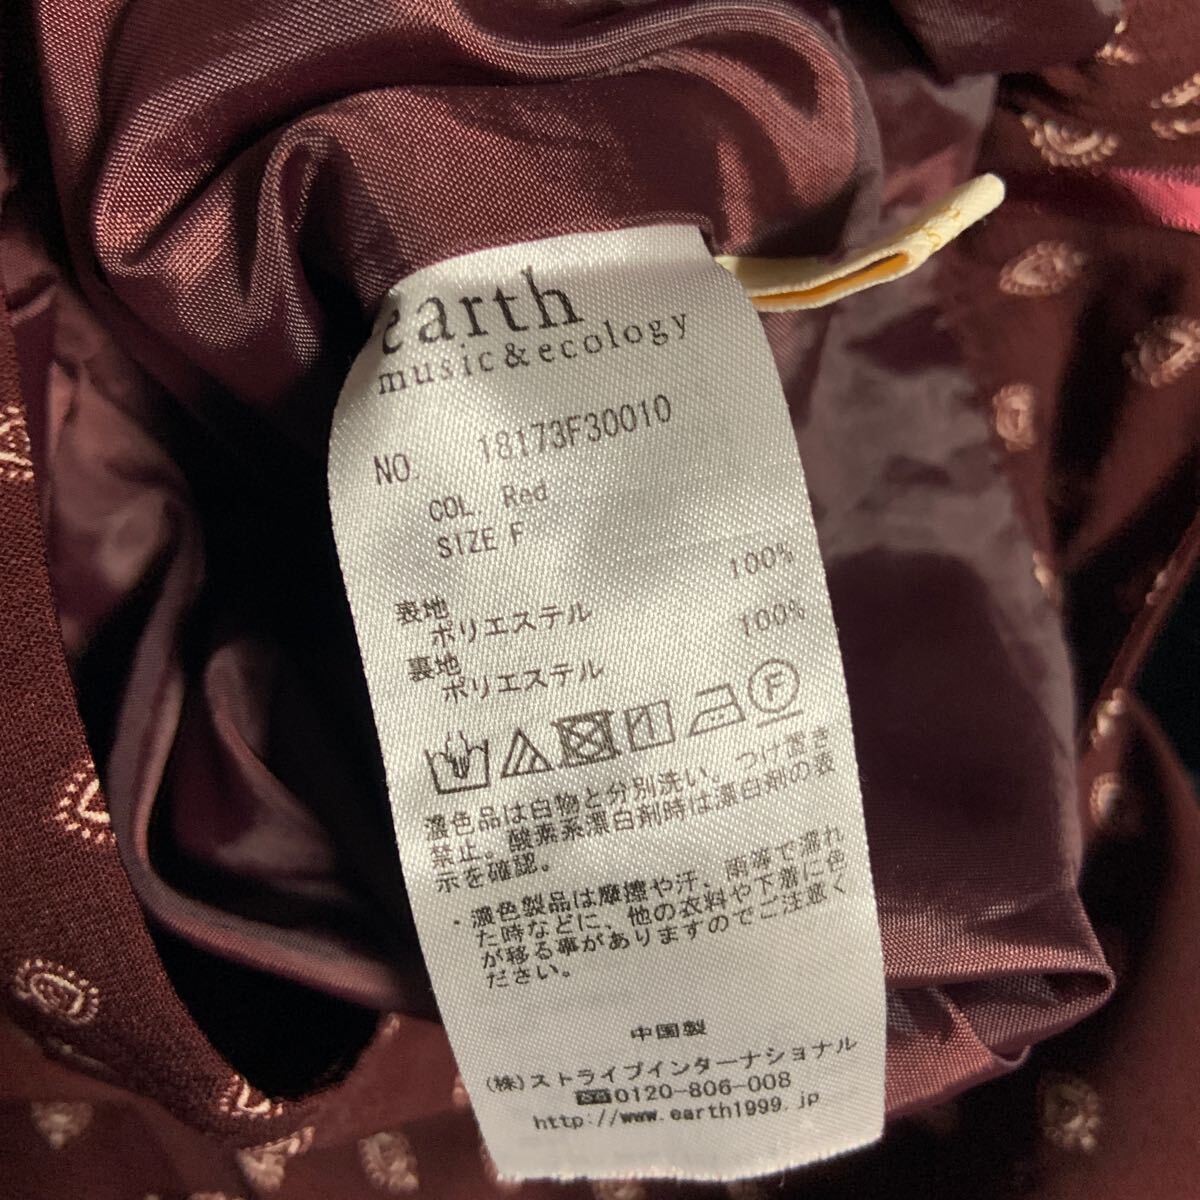 earth
music&ecology
NO. 18173F30010
COL Red
SIZE F
表地
ポリエステル 100%
裏地
ポリエステル 100%
F
濃色品は白物と分別洗い。つけ置き
禁止。酸素系漂白剤時は漂白剤の表
示を確認。
・濃色製品は摩擦や汗、雨等で濡れ
た時などに、他の衣料や下着に色
が移る事がありますのでご注意く
ださい。
中国製
(株)ストライプインターナショナル
0120-806-008
http://www.earth1999.jp